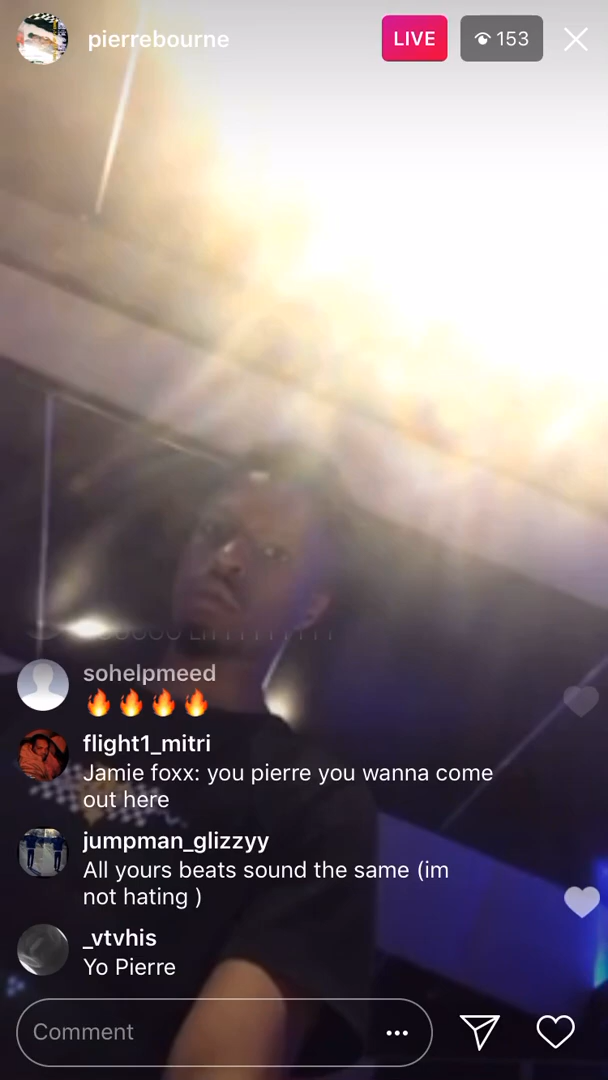 pierrebourne
LIVE
153
sohelpmeed
🔥🔥🔥🔥
flight1_mitri
Jamie foxx: you pierre you wanna come
out here
jumpman_glizzyy
All yours beats sound the same (im
not hating )
_vtvhis
Yo Pierre
Comment